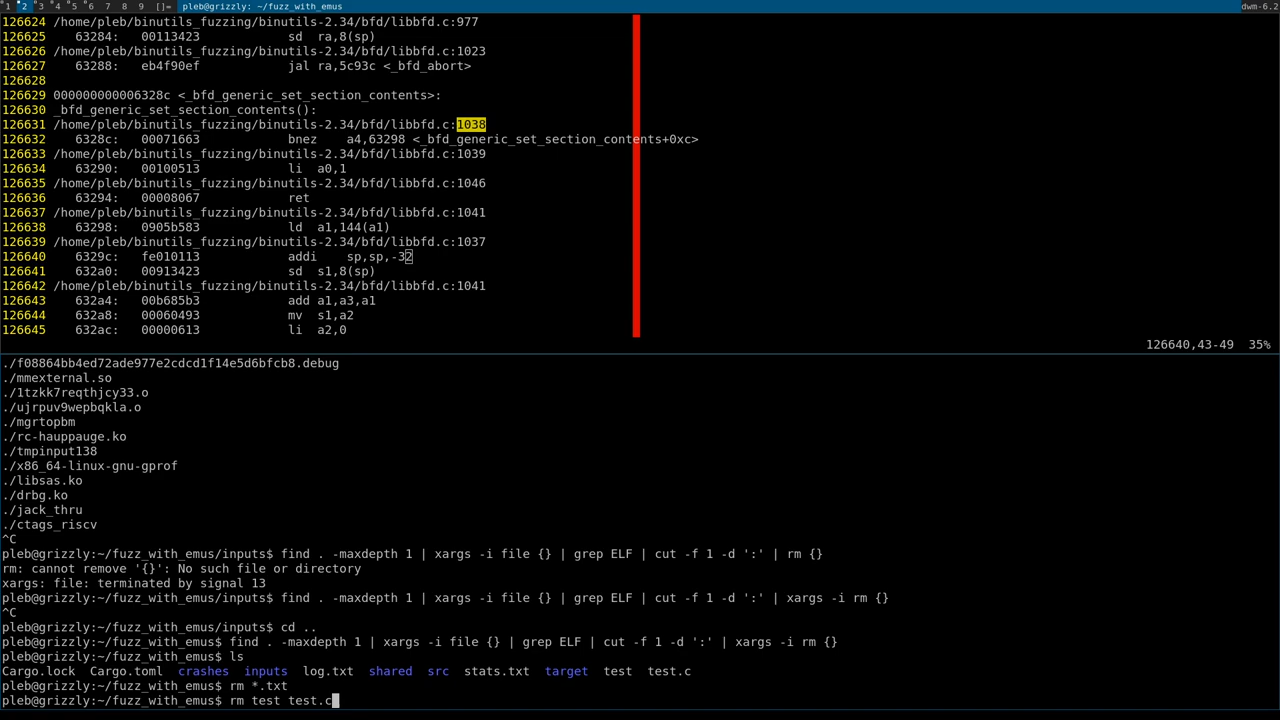 1 2 3 4 5 6 7 8 9 []= pleb@grizzly: ~/fuzz_with_emus dwm-6.2
126624 /home/pleb/binutils_fuzzing/binutils-2.34/bfd/libbfd.c:977
126625 63284: 00113423 sd ra,8(sp)
126626 /home/pleb/binutils_fuzzing/binutils-2.34/bfd/libbfd.c:1023
126627 63288: eb4f90ef jal ra,5c93c <_bfd_abort>
126628
126629 000000000006328c <_bfd_generic_set_section_contents>:
126630 _bfd_generic_set_section_contents():
126631 /home/pleb/binutils_fuzzing/binutils-2.34/bfd/libbfd.c:1038
126632 6328c: 00071663 bnez a4,63298 <_bfd_generic_set_section_contents+0xc>
126633 /home/pleb/binutils_fuzzing/binutils-2.34/bfd/libbfd.c:1039
126634 63290: 00100513 li a0,1
126635 /home/pleb/binutils_fuzzing/binutils-2.34/bfd/libbfd.c:1046
126636 63294: 00008067 ret
126637 /home/pleb/binutils_fuzzing/binutils-2.34/bfd/libbfd.c:1041
126638 63298: 0905b583 ld a1,144(a1)
126639 /home/pleb/binutils_fuzzing/binutils-2.34/bfd/libbfd.c:1037
126640 6329c: fe010113 addi sp,sp,-32
126641 632a0: 00913423 sd s1,8(sp)
126642 /home/pleb/binutils_fuzzing/binutils-2.34/bfd/libbfd.c:1041
126643 632a4: 00b685b3 add a1,a3,a1
126644 632a8: 00060493 mv s1,a2
126645 632ac: 00000613 li a2,0
126640,43-49 35%
./f08864bb4ed72ade977e2cdcd1f14e5d6bfcb8.debug
./mmexternal.so
./1tzkk7reqthjcy33.o
./ujrpuv9wepbqkla.o
./mgrtopbm
./rc-hauppauge.ko
./tmpinput138
./x86_64-linux-gnu-gprof
./libsas.ko
./drbg.ko
./jack_thru
./ctags_riscv
^C
pleb@grizzly:~/fuzz_with_emus/inputs$ find . -maxdepth 1 | xargs -i file {} | grep ELF | cut -f 1 -d ':' | rm {}
rm: cannot remove '{}': No such file or directory
xargs: file: terminated by signal 13
pleb@grizzly:~/fuzz_with_emus/inputs$ find . -maxdepth 1 | xargs -i file {} | grep ELF | cut -f 1 -d ':' | xargs -i rm {}
^C
pleb@grizzly:~/fuzz_with_emus/inputs$ cd ..
pleb@grizzly:~/fuzz_with_emus$ find . -maxdepth 1 | xargs -i file {} | grep ELF | cut -f 1 -d ':' | xargs -i rm {}
pleb@grizzly:~/fuzz_with_emus$ ls
Cargo.lock Cargo.toml crashes inputs log.txt shared src stats.txt target test test.c
pleb@grizzly:~/fuzz_with_emus$ rm *.txt
pleb@grizzly:~/fuzz_with_emus$ rm test test.c